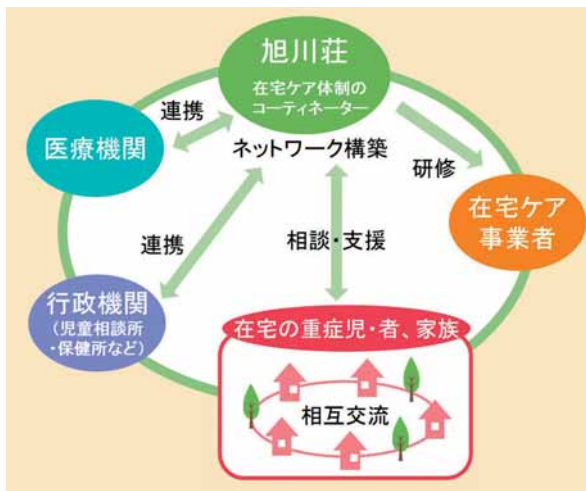 旭川荘
在宅ケア体制の
コーティネーター
連携
医療機関
ネットワーク構築
研修
在宅ケア
事業者
連携
相談・支援
行政機関
(児童相談所
・保健所など)
在宅の重症児・者、家族
相互交流